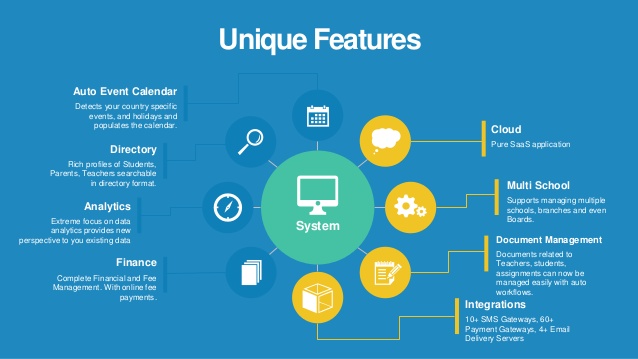 Unique Features
Auto Event Calendar
Detects your country specific
events, and holidays and
populates the calendar.
Directory
Rich profiles of Students,
Parents, Teachers searchable
in directory format.
Analytics
Extreme focus on data
analytics provides new
perspective to you existing data
Finance
Complete Financial and Fee
Management. With online fee
payments.
System
Cloud
Pure SaaS application
Multi School
Supports managing multiple
schools, branches and even
Boards.
Document Management
Documents related to
Teachers, students,
assignments can now be
managed easily with auto
workflows.
Integrations
10+ SMS Gateways, 60+
Payment Gateways, 4+ Email
Delivery Servers